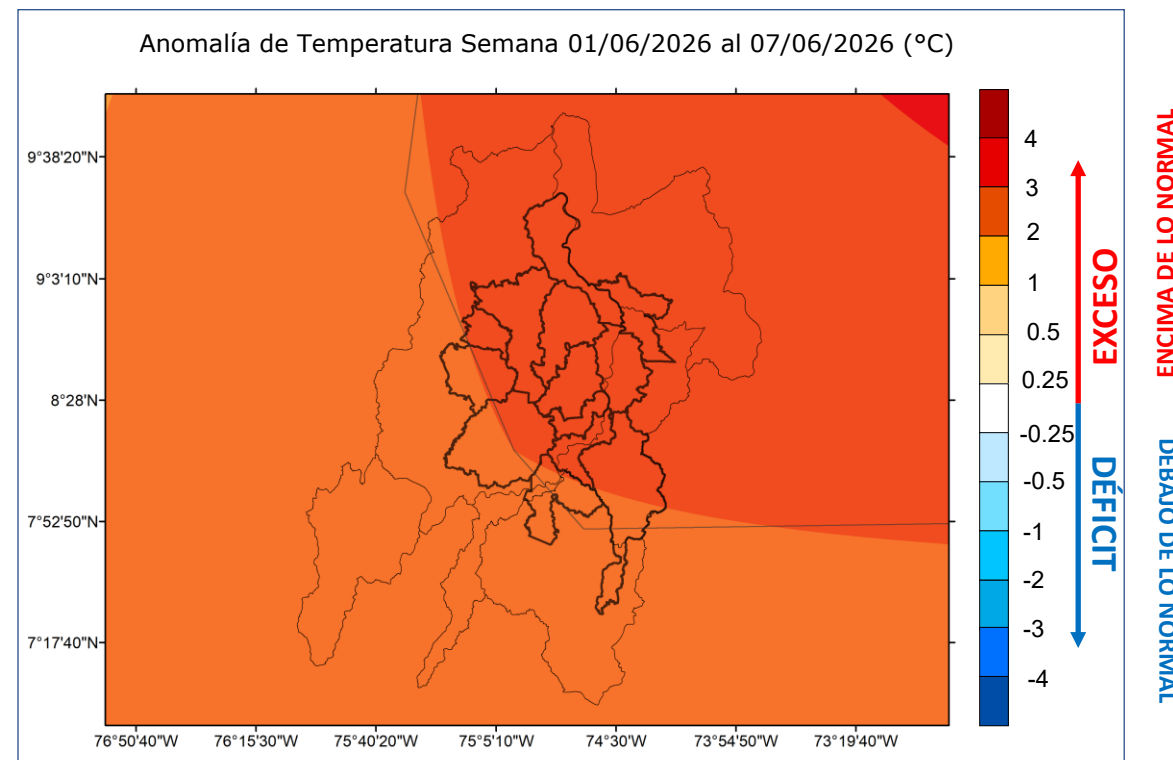 Anomalía de Temperatura Semana 01/06/2026 al 07/06/2026 (°C)
9°38'20"N
9°3'10"N
8°28'N
7°52'50"N
7°17'40"N
76°50'40"W
76°15'30"W
75°40'20"W
75°5'10"W
74°30'W
73°54'50"W
73°19'40"W
4
3
2
1
0.5
0.25
-0.25
-0.5
-1
-2
-3
-4
EXCESO
DÉFICIT
ENCIMA DE LO NORMAL
DEBAJO DE LO NORMAL